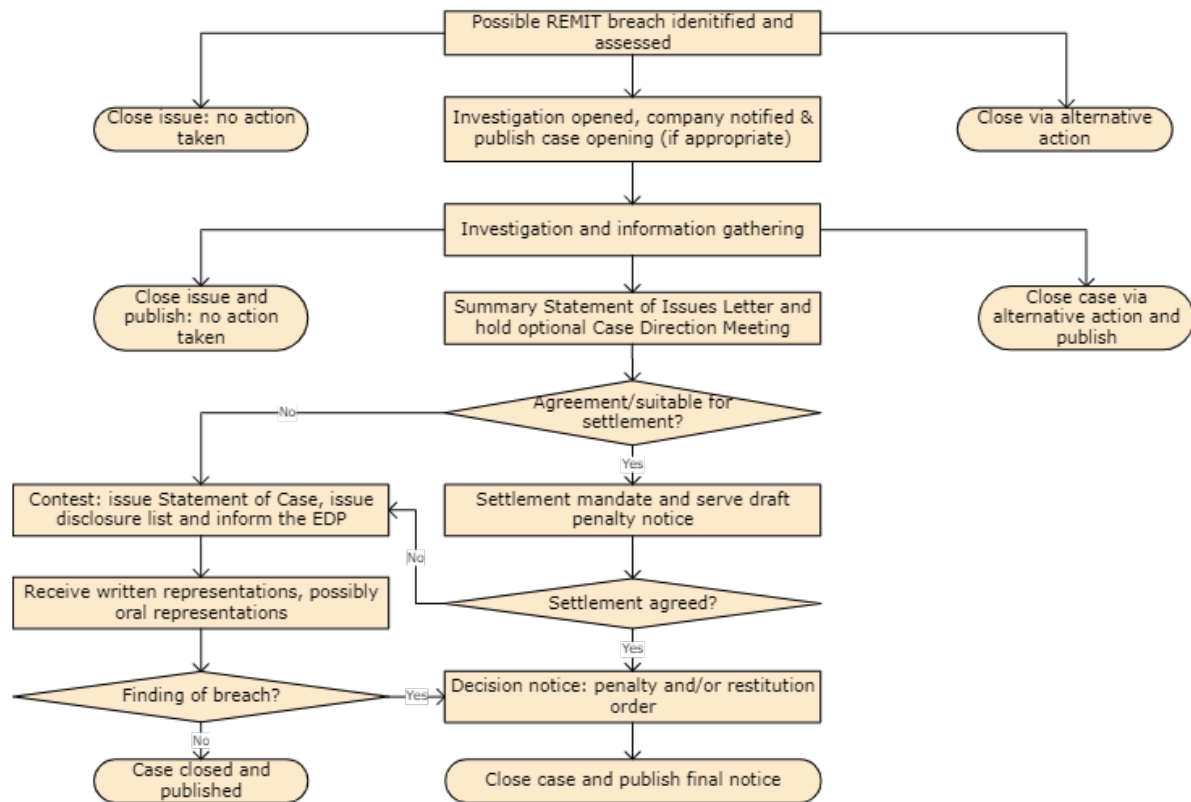 Possible REMIT breach idenitified and
assessed
Close issue: no action
taken
Investigation opened, company notified &
publish case opening (if appropriate)
Close via alternative
action
Investigation and information gathering
Close issue and
publish: no action
taken
Summary Statement of Issues Letter and
hold optional Case Direction Meeting
Close case via
alternative action and
publish
Agreement/suitable for
settlement?
No
Yes
Contest: issue Statement of Case, issue
disclosure list and inform the EDP
Settlement mandate and serve draft
penalty notice
No
Receive written representations, possibly
oral representations
Settlement agreed?
Yes
Finding of breach?
Yes
Decision notice: penalty and/or restitution
order
No
Case closed and
published
Close case and publish final notice